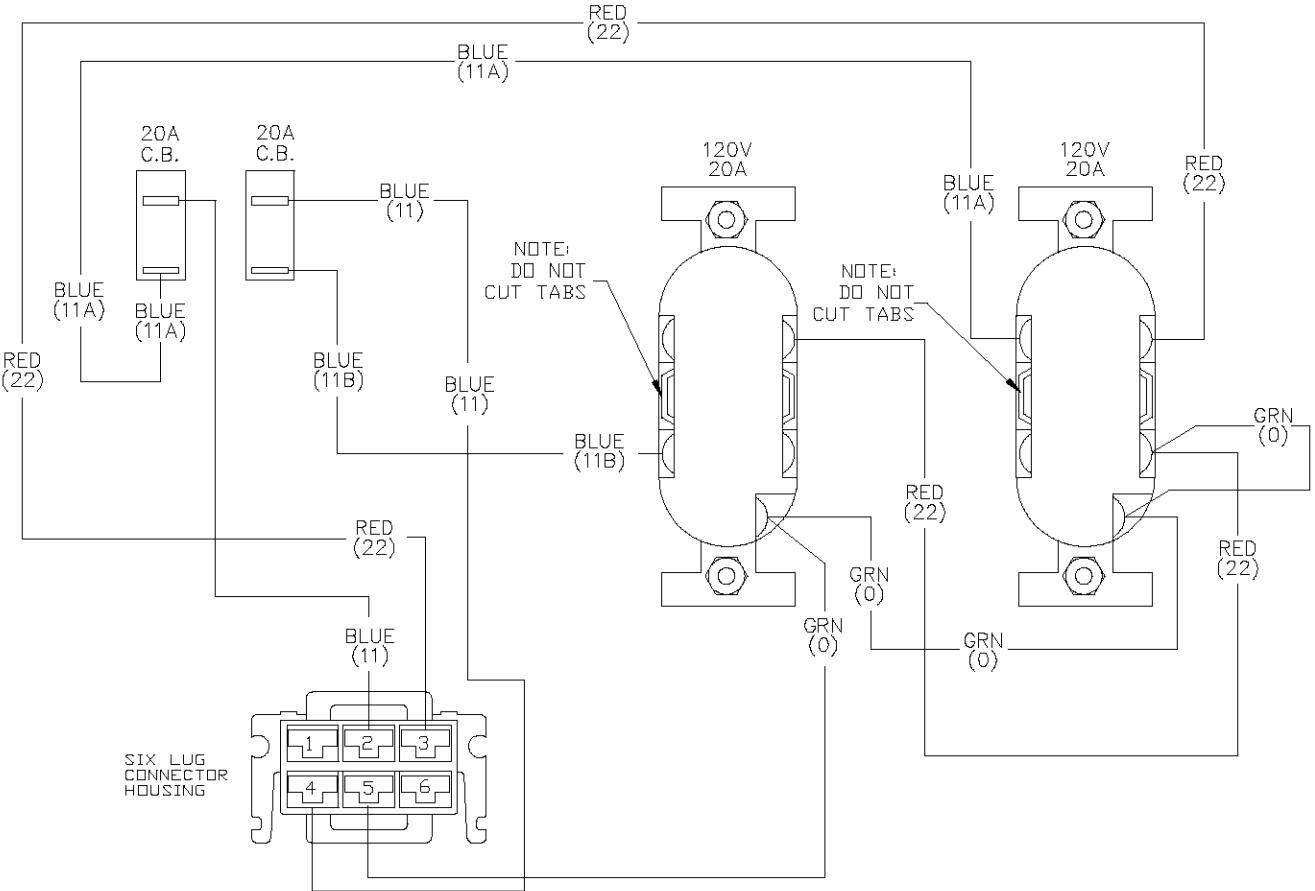 RED
(22)
BLUE
(11A)
20A
C.B.
20A
C.B.
120V
20A
120V
20A
RED
(22)
BLUE
(11)
BLUE
(11A)
NOTE:
DO NOT
CUT TABS
NOTE:
DO NOT
CUT TABS
BLUE
(11A)
BLUE
(11A)
RED
(22)
BLUE
(11B)
BLUE
(11)
BLUE
(11B)
GRN
(0)
RED
(22)
RED
(22)
RED
(22)
GRN
(0)
GRN
(0)
GRN
(0)
BLUE
(11)
SIX LUG
CONNECTOR
HOUSING
1
2
3
4
5
6